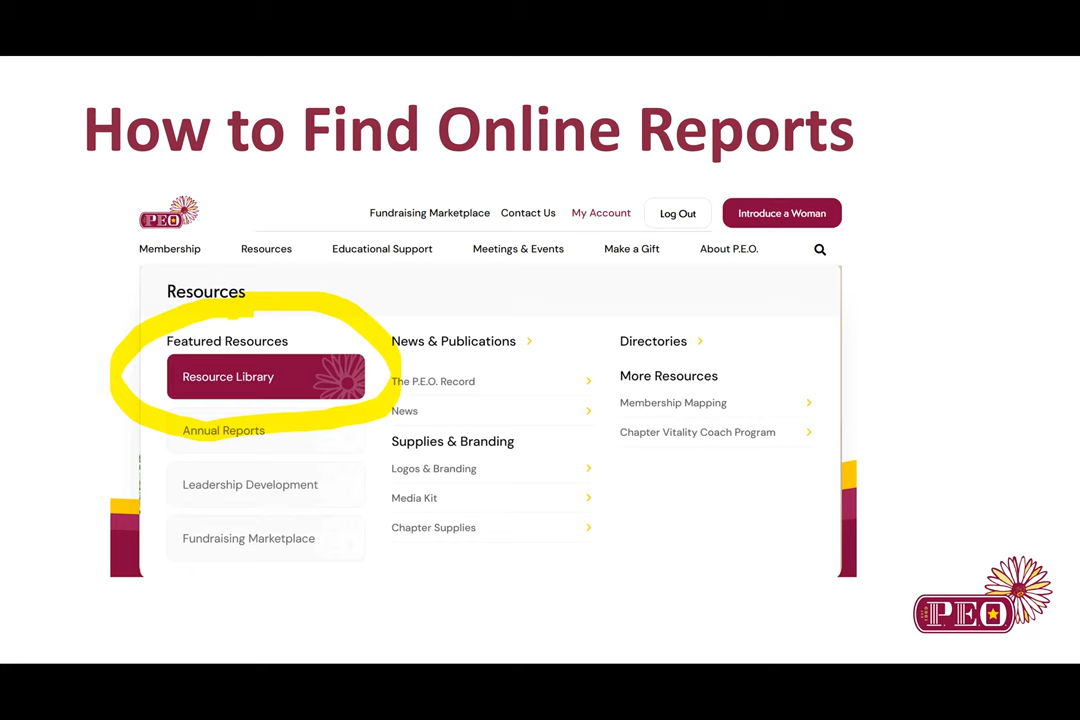 How to Find Online Reports
PEO
Fundraising Marketplace Contact Us My Account Log Out Introduce a Woman
Membership Resources Educational Support Meetings & Events Make a Gift About P.E.O.
Resources
Featured Resources
Resource Library
Annual Reports
Leadership Development
Fundraising Marketplace
News & Publications
The P.E.O. Record
News
Supplies & Branding
Logos & Branding
Media Kit
Chapter Supplies
Directories
More Resources
Membership Mapping
Chapter Vitality Coach Program
PEO